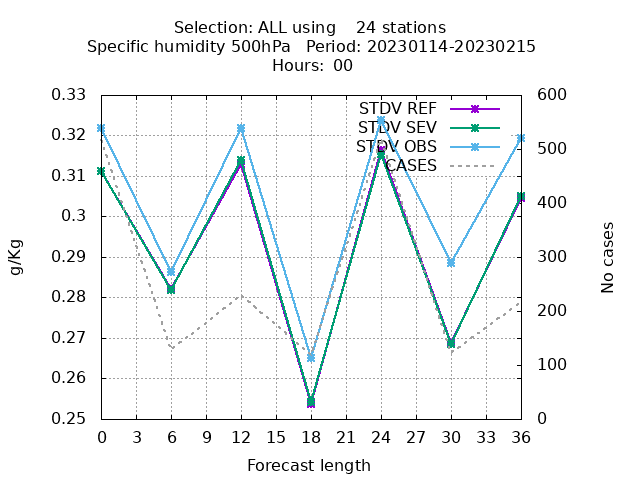 Selection: ALL using    24 stations
Specific humidity 500hPa   Period: 20230114-20230215
Hours:  00
STDV REF
STDV SEV
STDV OBS
CASES
0.33
0.32
0.31
0.3
0.29
0.28
0.27
0.26
0.25
600
500
400
300
200
100
0
g/Kg
No cases
0 3 6 9 12 15 18 21 24 27 30 33 36
Forecast length